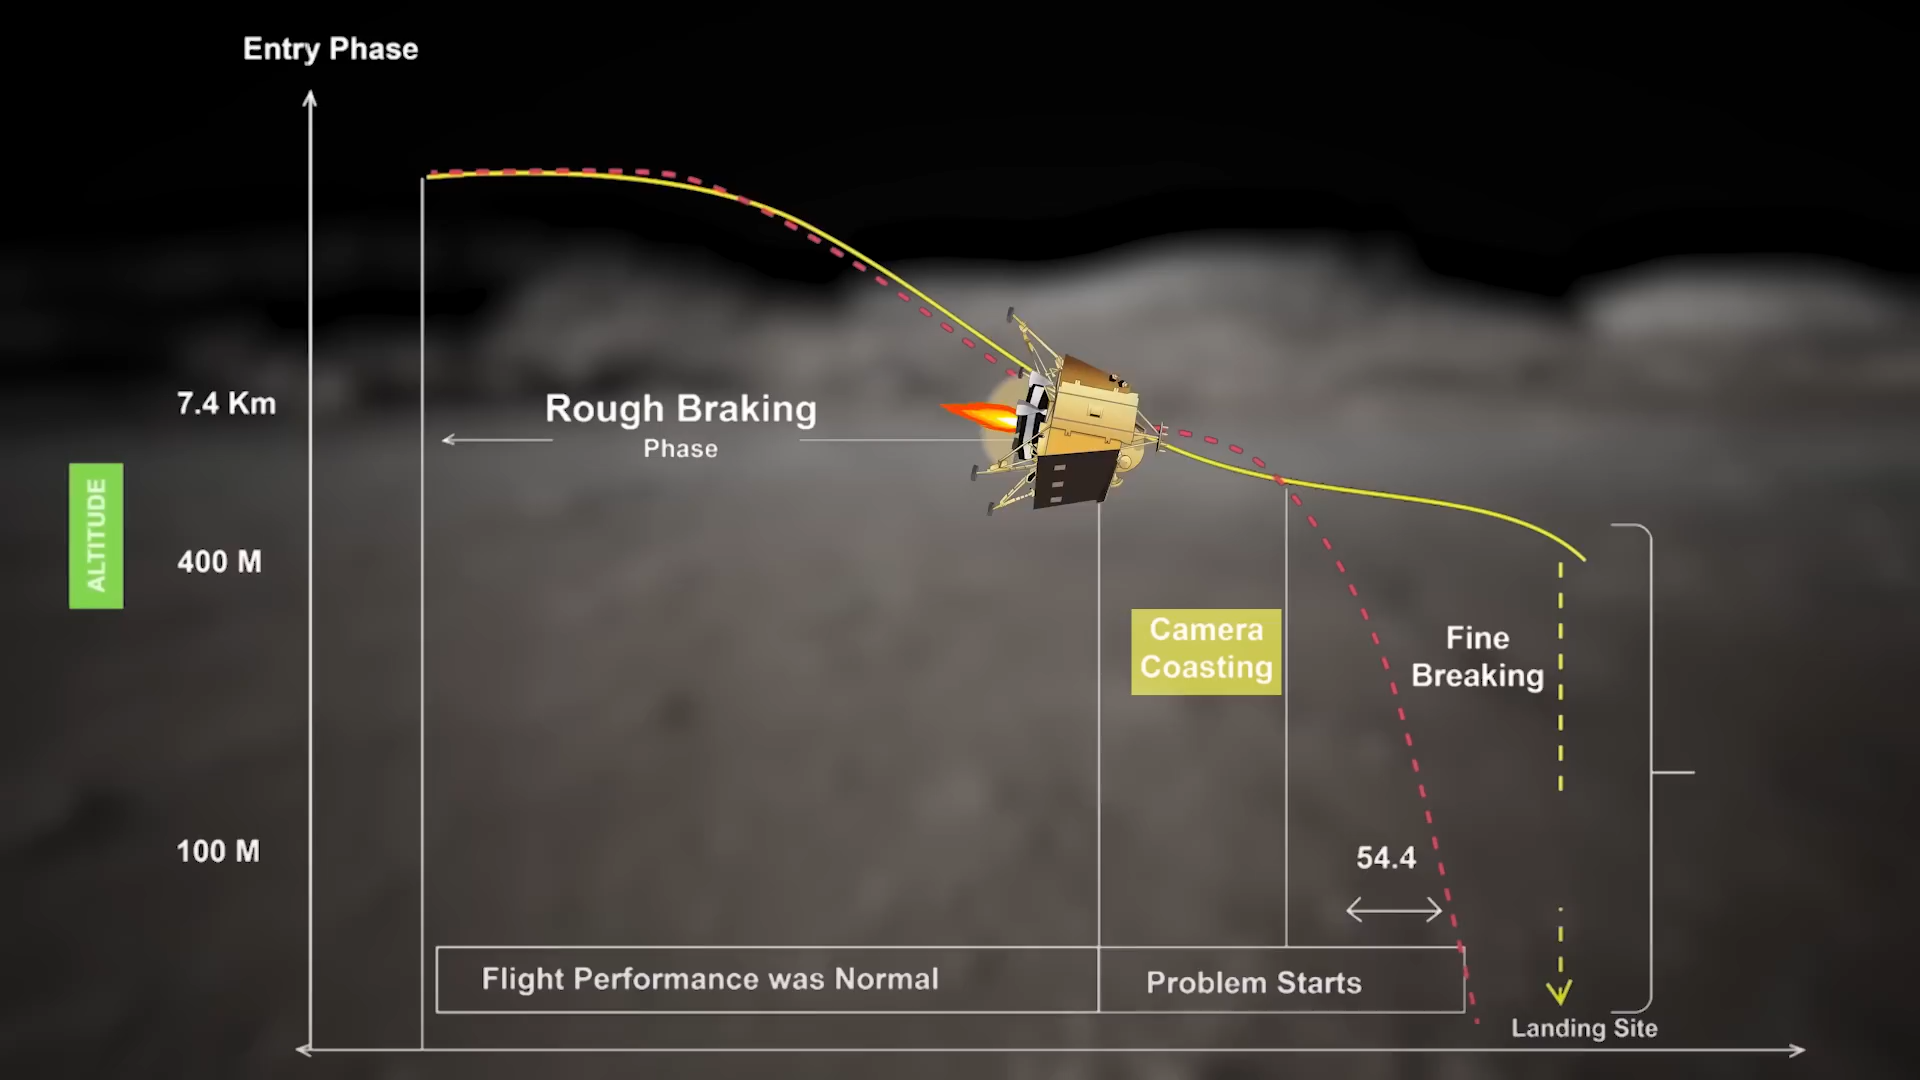 Entry Phase
7.4 Km
Rough Braking
Phase
ALTITUDE
400 M
Camera
Coasting
Fine
Breaking
100 M
54.4
Flight Performance was Normal
Problem Starts
Landing Site